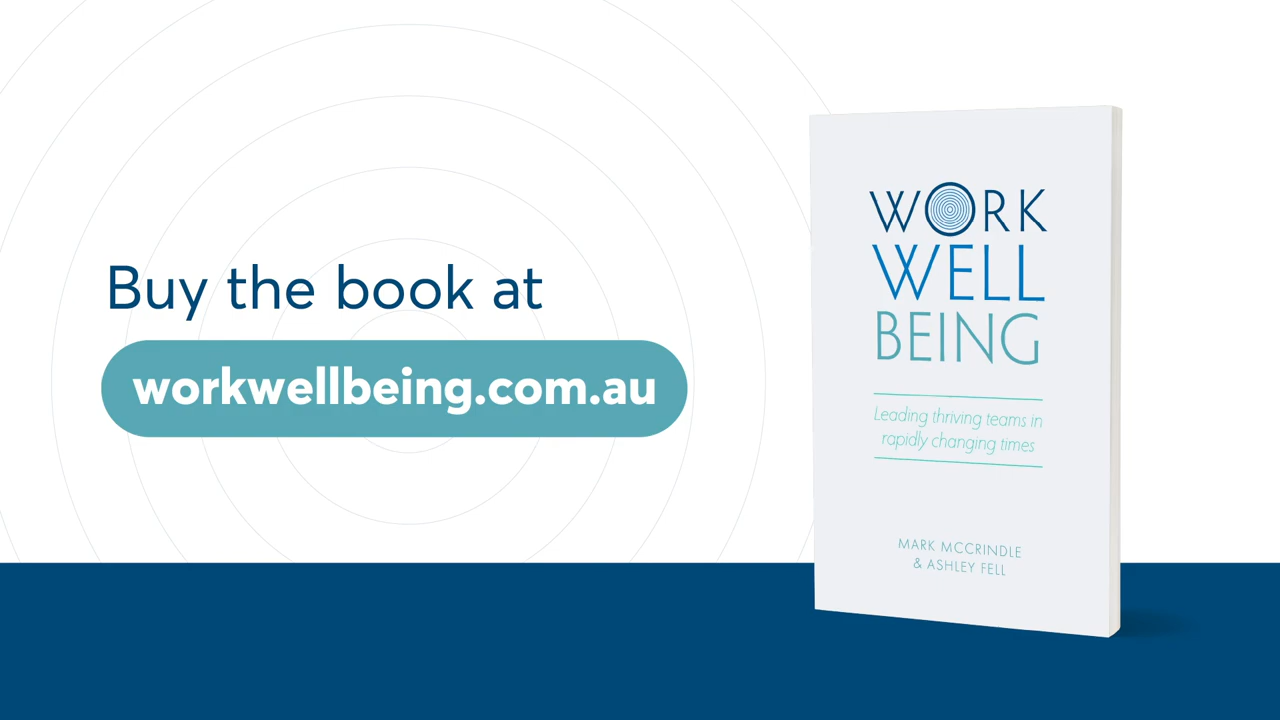 Buy the book at
workwellbeing.com.au
WORK
WELL
BEING
Leading thriving teams in
rapidly changing times
MARK MCCRINDLE
& ASHLEY FELL